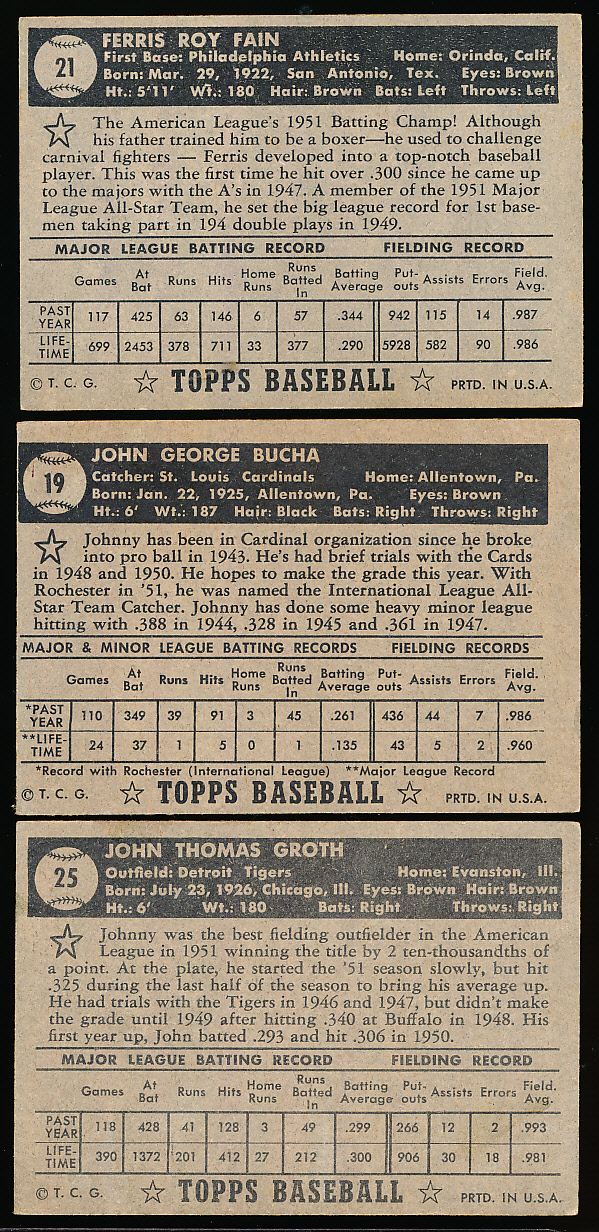 21
FERRIS ROY FAIN
First Base: Philadelphia Athletics Home: Orinda, Calif.
Born: Mar. 29, 1922, San Antonio, Tex. Eyes: Brown
Ht.: 5'11' Wt.: 180 Hair: Brown Bats: Left Throws: Left
The American League's 1951 Batting Champ! Although
his father trained him to be a boxer—he used to challenge
carnival fighters — Ferris developed into a top-notch baseball
player. This was the first time he hit over .300 since he came up
to the majors with the A's in 1947. A member of the 1951 Major
League All-Star Team, he set the big league record for 1st base-
men taking part in 194 double plays in 1949.
MAJOR LEAGUE BATTING RECORD FIELDING RECORD
Games At Bat Runs Hits Home Runs Runs Batted In Batting Average Put-outs Assists Errors Field. Avg.
PAST YEAR 117 425 63 146 6 57 .344 942 115 14 .987
LIFE-TIME 699 2453 378 711 33 377 .290 5928 582 90 .986
© T. C. G. TOPPS BASEBALL PRTD. IN U.S.A.
19
JOHN GEORGE BUCHA
Catcher: St. Louis Cardinals Home: Allentown, Pa.
Born: Jan. 22, 1925, Allentown, Pa. Eyes: Brown
Ht.: 6' Wt.: 187 Hair: Black Bats: Right Throws: Right
Johnny has been in Cardinal organization since he broke
into pro ball in 1943. He's had brief trials with the Cards
in 1948 and 1950. He hopes to make the grade this year. With
Rochester in '51, he was named the International League All-
Star Team Catcher. Johnny has done some heavy minor league
hitting with .388 in 1944, .328 in 1945 and .361 in 1947.
MAJOR & MINOR LEAGUE BATTING RECORDS FIELDING RECORDS
Games At Bat Runs Hits Home Runs Runs Batted In Batting Average Put-outs Assists Errors Field. Avg.
*PAST YEAR 110 349 39 91 3 45 .261 436 44 7 .986
**LIFE-TIME 24 37 1 5 0 1 .135 43 5 2 .960
*Record with Rochester (International League) **Major League Record
© T. C. G. TOPPS BASEBALL PRTD. IN U.S.A.
25
JOHN THOMAS GROTH
Outfield: Detroit Tigers Home: Evanston, Ill.
Born: July 23, 1926, Chicago, Ill. Eyes: Brown Hair: Brown
Ht.: 6' Wt.: 180 Bats: Right Throws: Right
Johnny was the best fielding outfielder in the American
League in 1951 winning the title by 2 ten-thousandths of
a point. At the plate, he started the '51 season slowly, but hit
.325 during the last half of the season to bring his average up.
He had trials with the Tigers in 1946 and 1947, but didn't make
the grade until 1949 after hitting .340 at Buffalo in 1948. His
first year up, John batted .293 and hit .306 in 1950.
MAJOR LEAGUE BATTING RECORD FIELDING RECORD
Games At Bat Runs Hits Home Runs Runs Batted In Batting Average Put-outs Assists Errors Field. Avg.
PAST YEAR 118 428 41 128 3 49 .299 266 12 2 .993
LIFE-TIME 390 1372 201 412 27 212 .300 906 30 18 .981
© T. C. G. TOPPS BASEBALL PRTD. IN U.S.A.